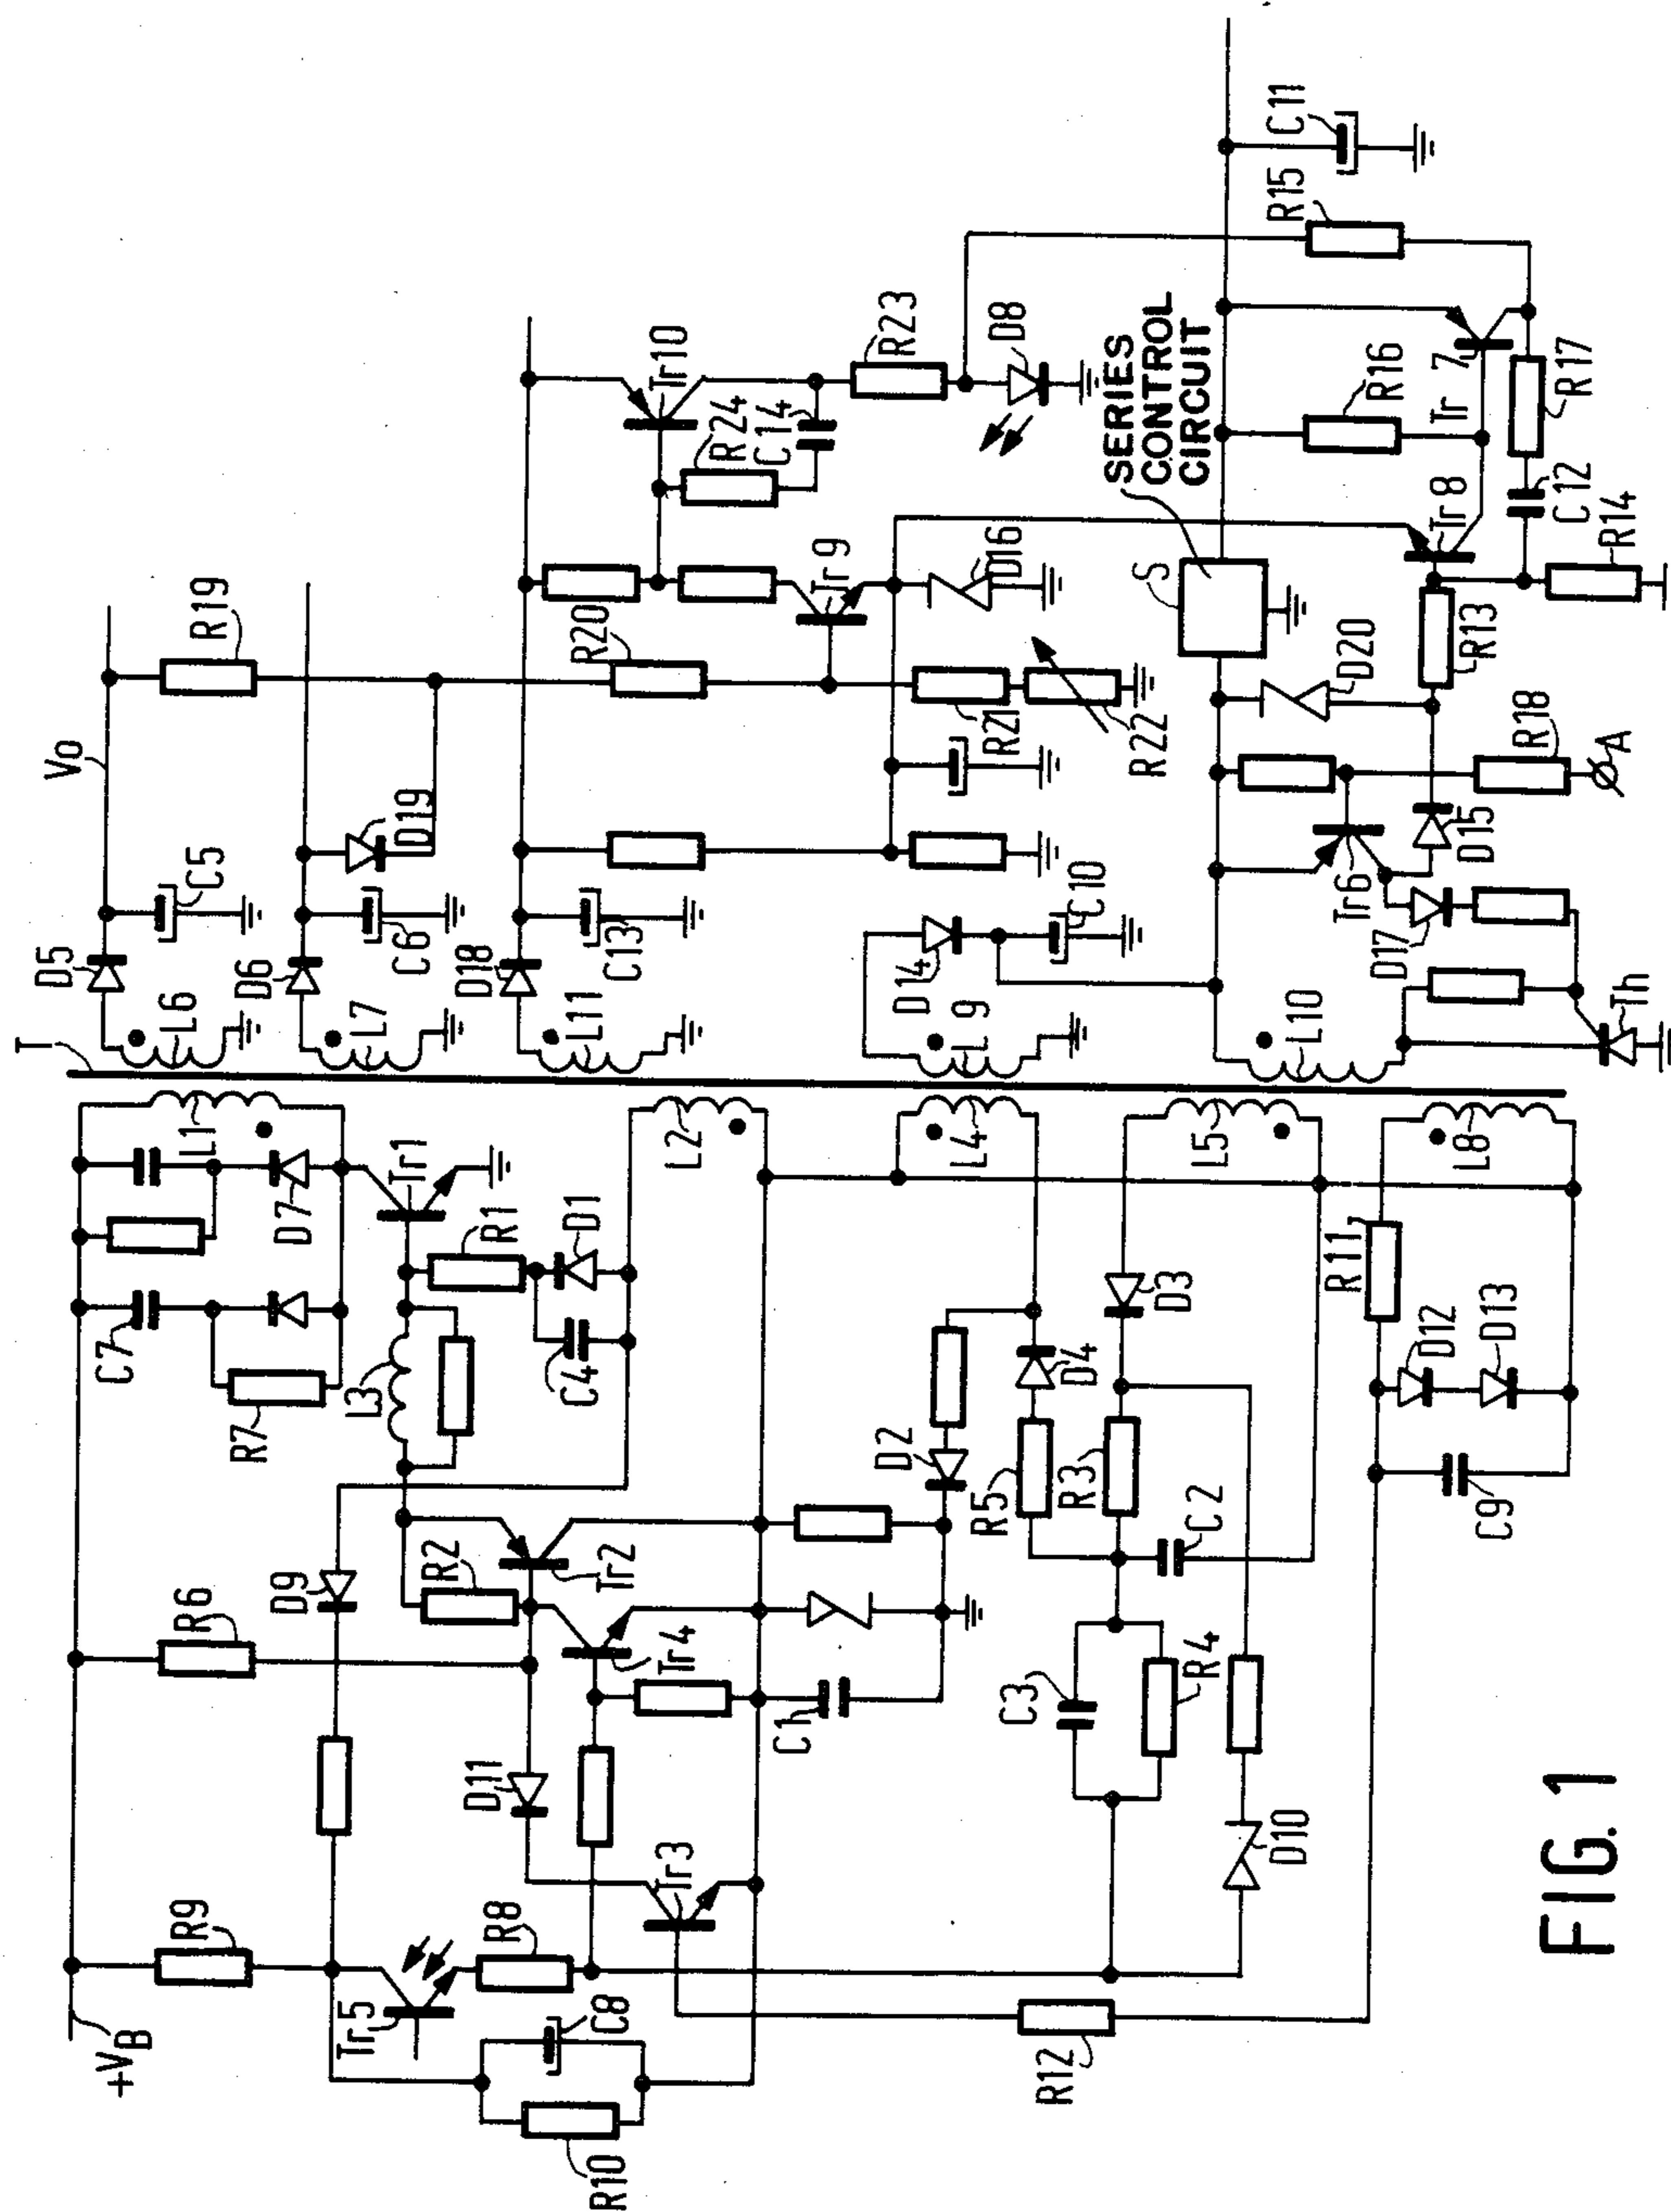 T
D5
Vo
R19
C5
L6
D6
D19
C6
L7
D18
R20
C13
L11
Tr10
R24
C14
R23
D8
Tr9
D16
R21
R22
D14
L9
C10
SERIES
CONTROL
CIRCUIT
S
R15
C11
R16
Tr 7
R17
C12
Tr8
R14
D20
R13
R18
A
Tr6
D15
D17
L10
Th
L1
D7
Tr1
C7
R7
L3
R1
D1
C4
L2
R6
D9
R2
Tr2
Tr4
D11
C1
D2
L4
R5
D4
R3
D3
C2
L5
C3
R4
D10
R9
Tr5
R8
Tr3
+VB
C8
R10
R12
R11
L8
D12
D13
C9
FIG. 1